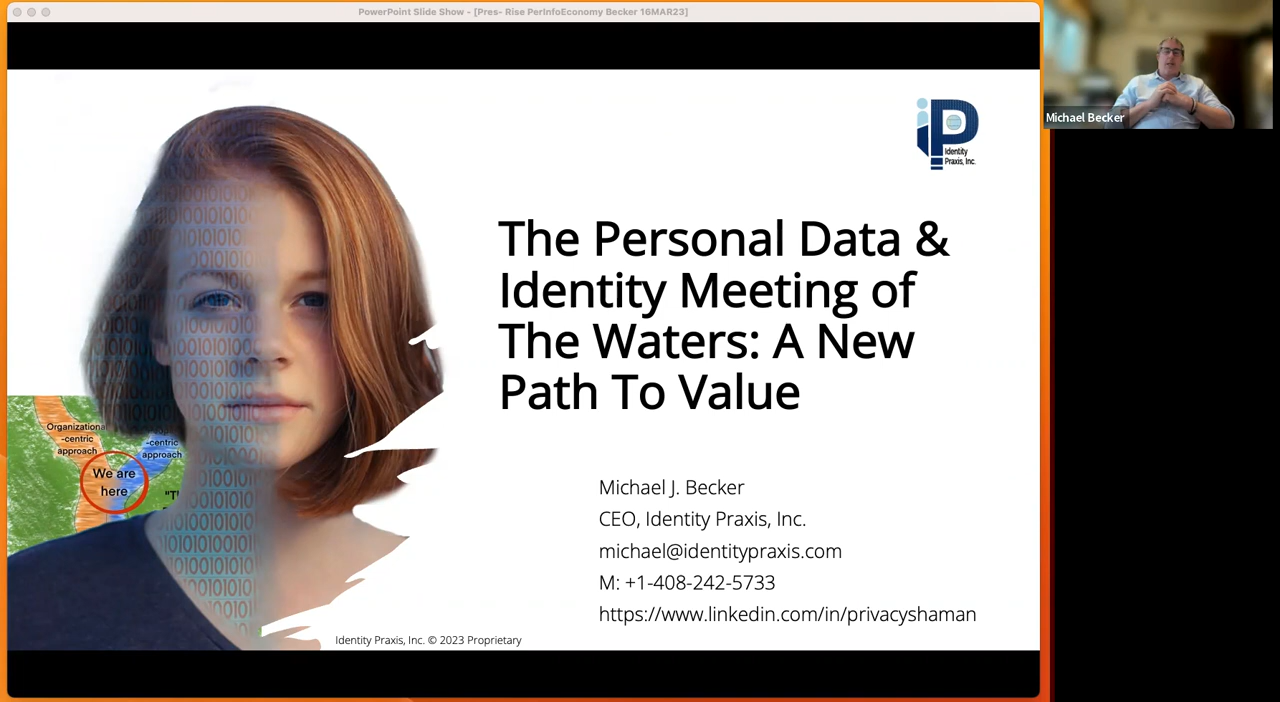 PowerPoint Slide Show - [Pres- Rise PerInfoEconomy Becker 16MAR23]
Michael Becker
Identity
Praxis, Inc.
The Personal Data &
Identity Meeting of
The Waters: A New
Path To Value
Organizational
-centric
approach
-centric
approach
We are
here
Michael J. Becker
CEO, Identity Praxis, Inc.
michael@identitypraxis.com
M: +1-408-242-5733
https://www.linkedin.com/in/privacyshaman
Identity Praxis, Inc. © 2023 Proprietary